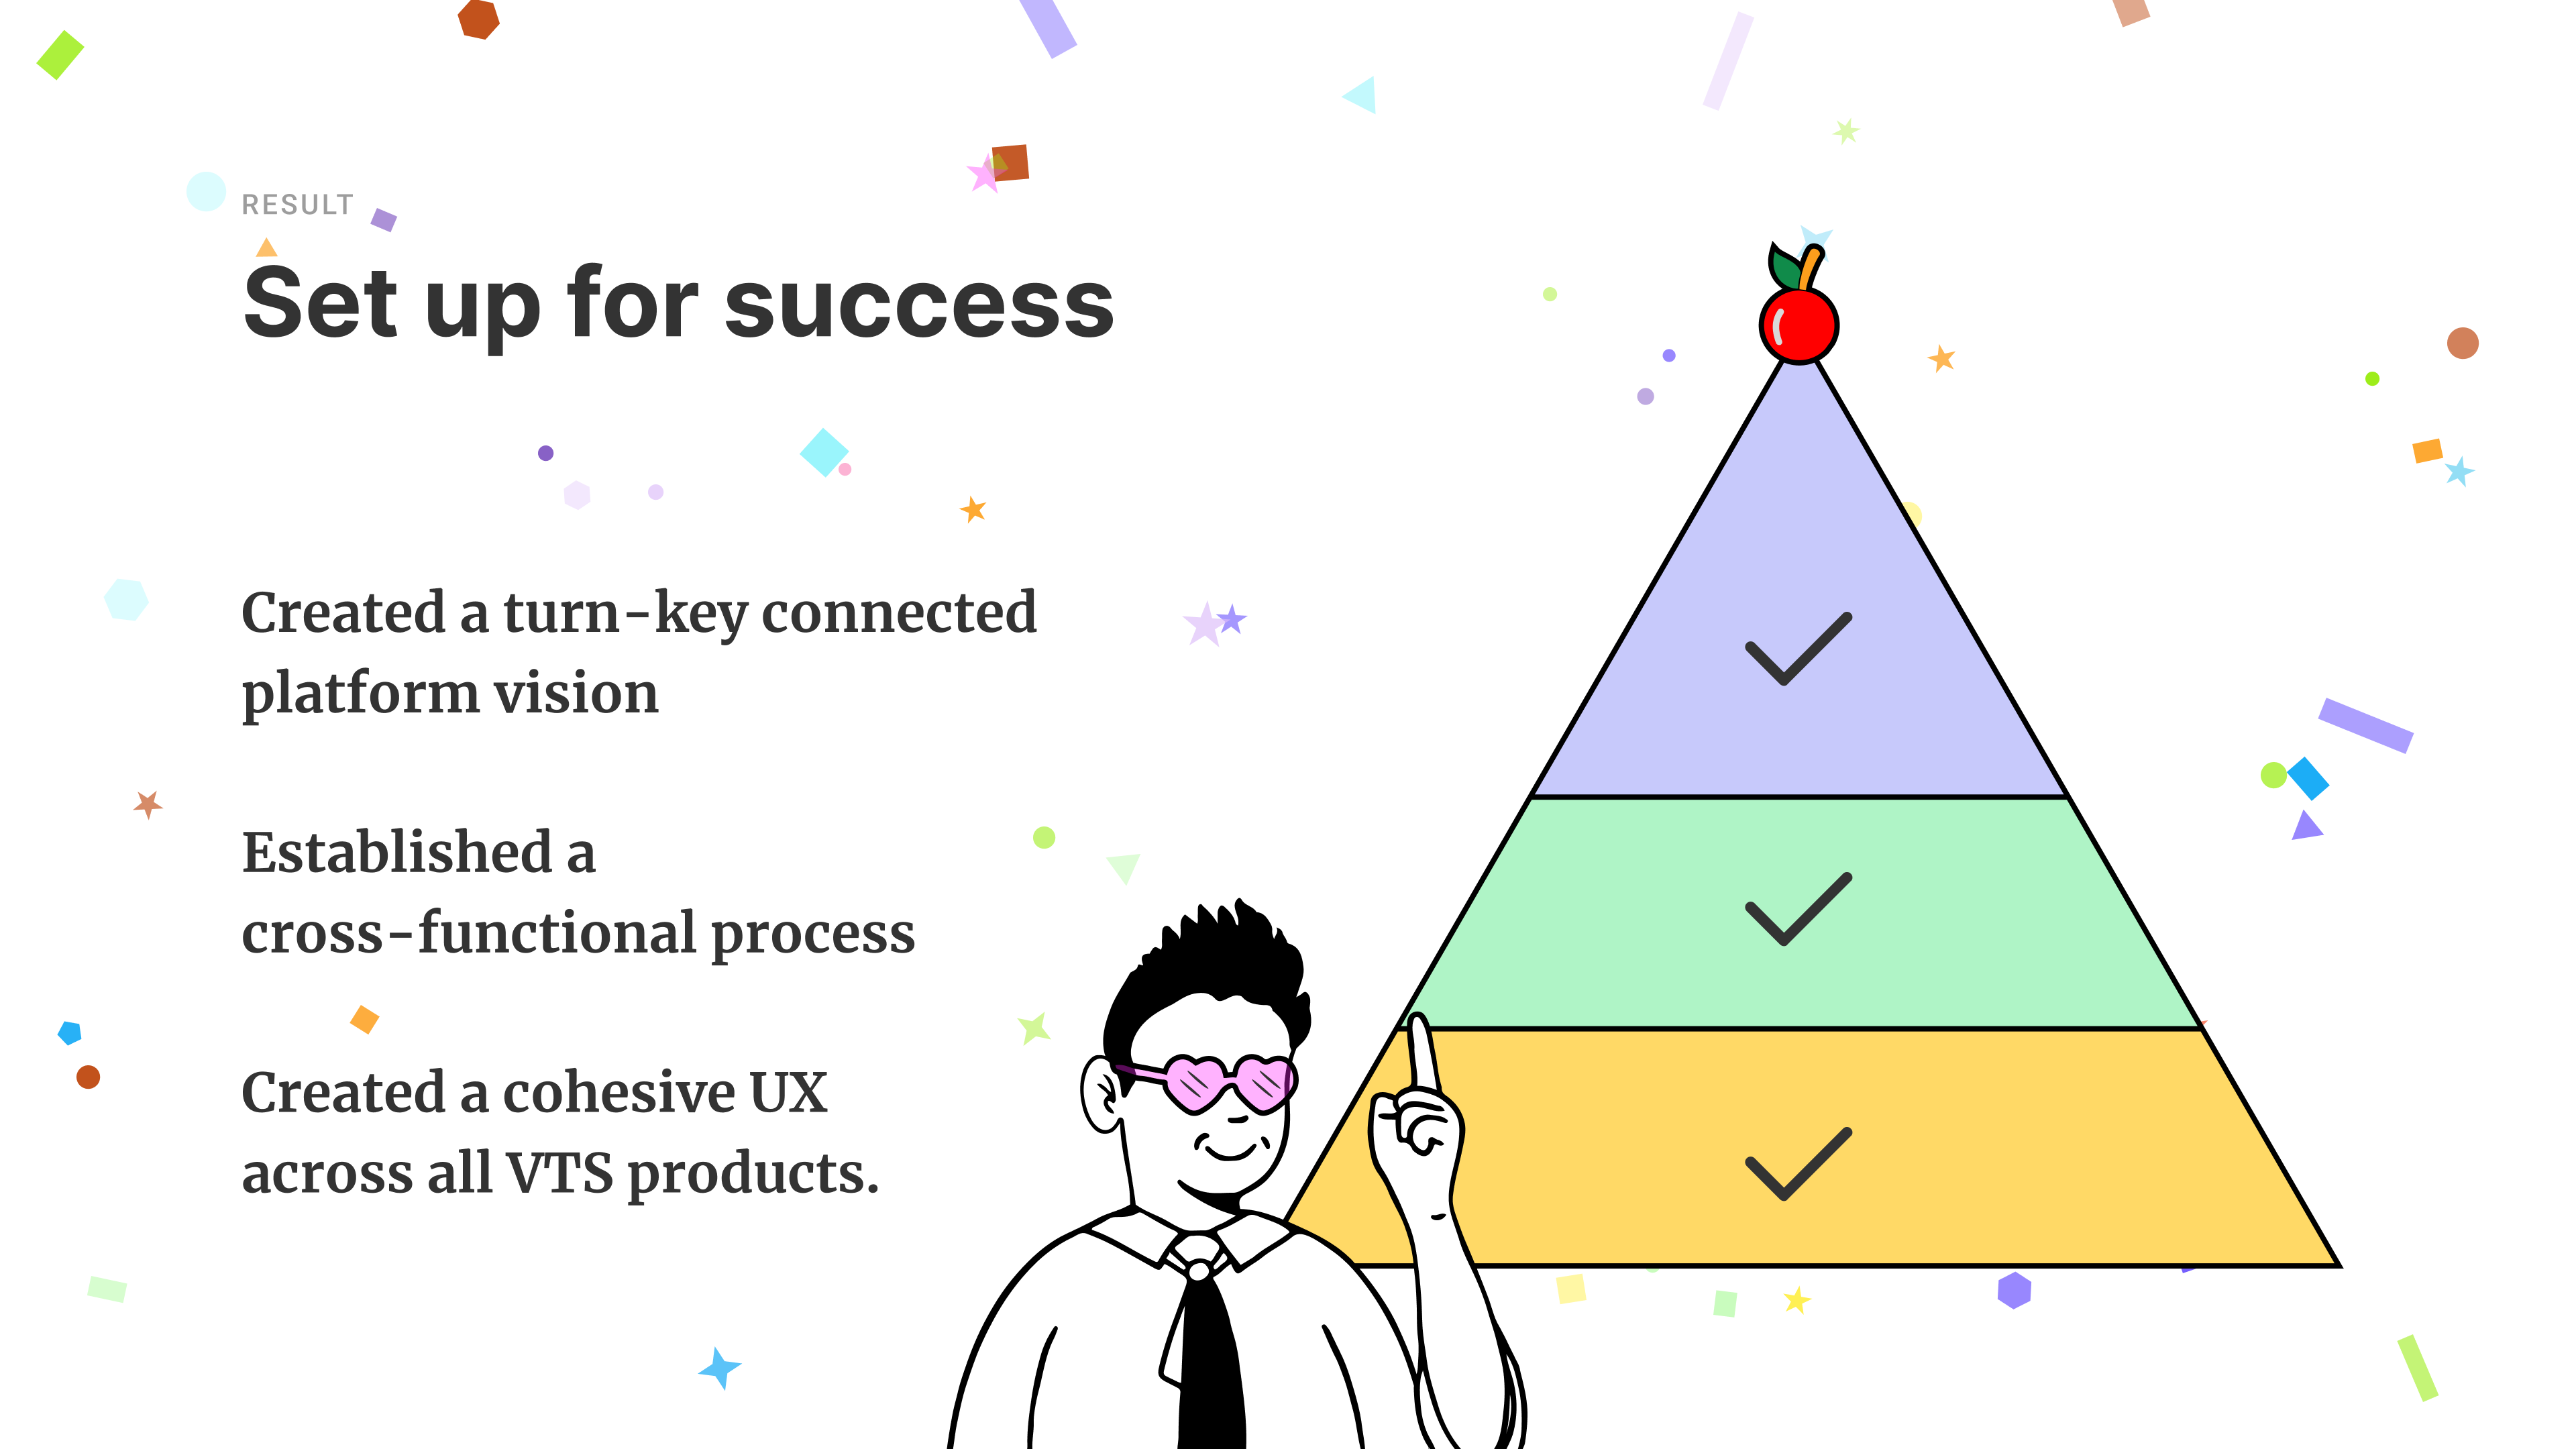 RESULT
Set up for success
Created a turn-key connected
platform vision
Established a
cross-functional process
Created a cohesive UX
across all VTS products.